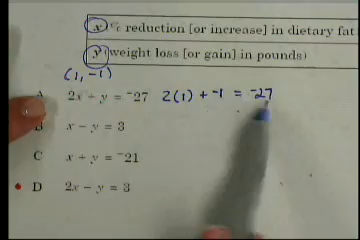 x % reduction [or increase] in dietary fat
y (weight loss [or gain] in pounds)
(1, -1)
A 2x + y = -27 2(1) + -1 = -27
B x - y = 3
C x + y = -21
D 2x - y = 3